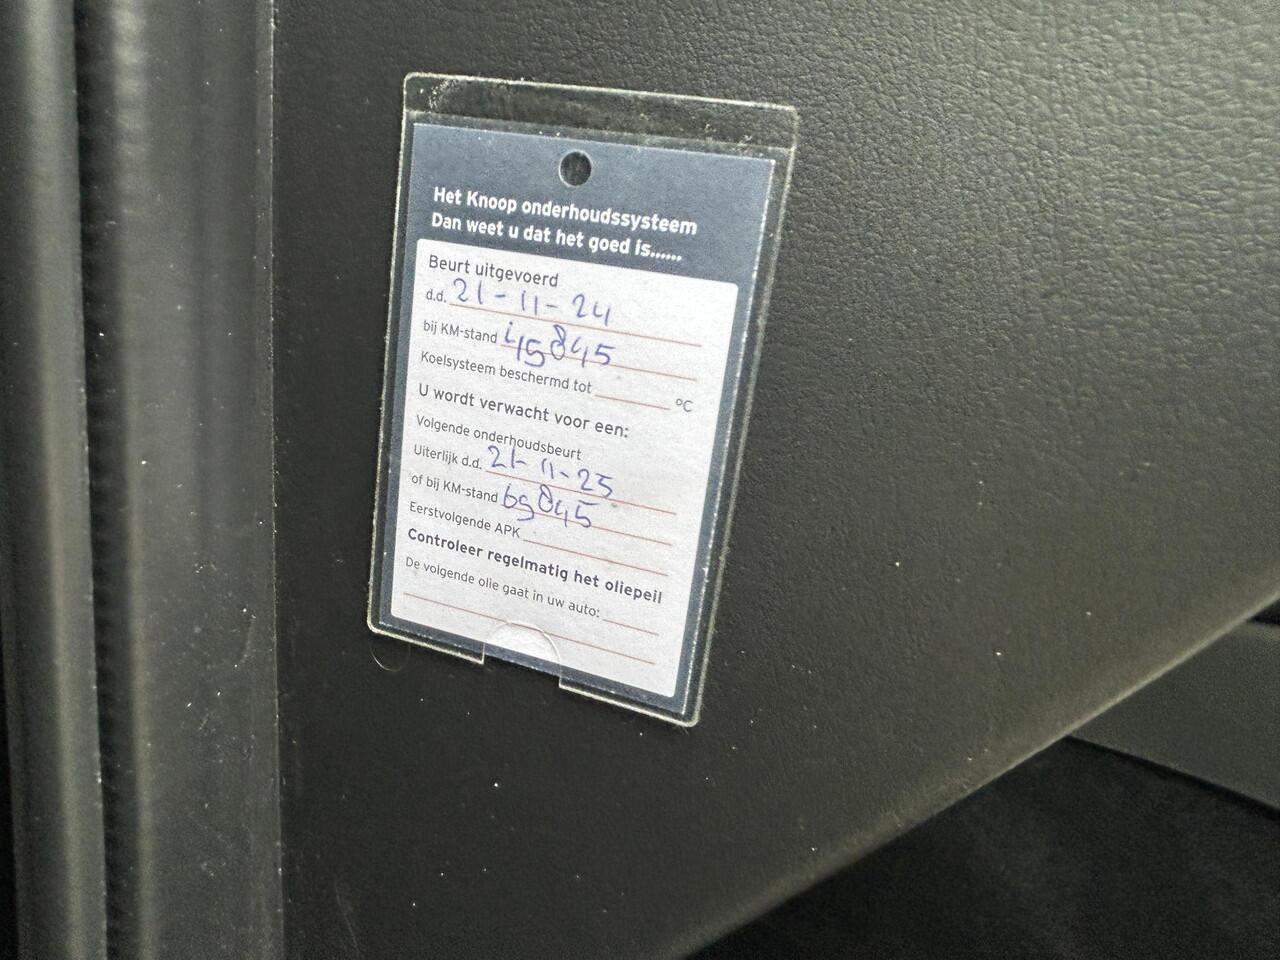 Het Knoop onderhoudssysteem
Dan weet u dat het goed is......
Beurt uitgevoerd
d.d. 21-11-24
bij KM-stand 49845
Koelsysteem beschermd tot °C
U wordt verwacht voor een:
Volgende onderhoudsbeurt
Uiterlijk d.d. 21-11-25
of bij KM-stand 69845
Eerstvolgende APK
Controleer regelmatig het oliepeil
De volgende olie gaat in uw auto: